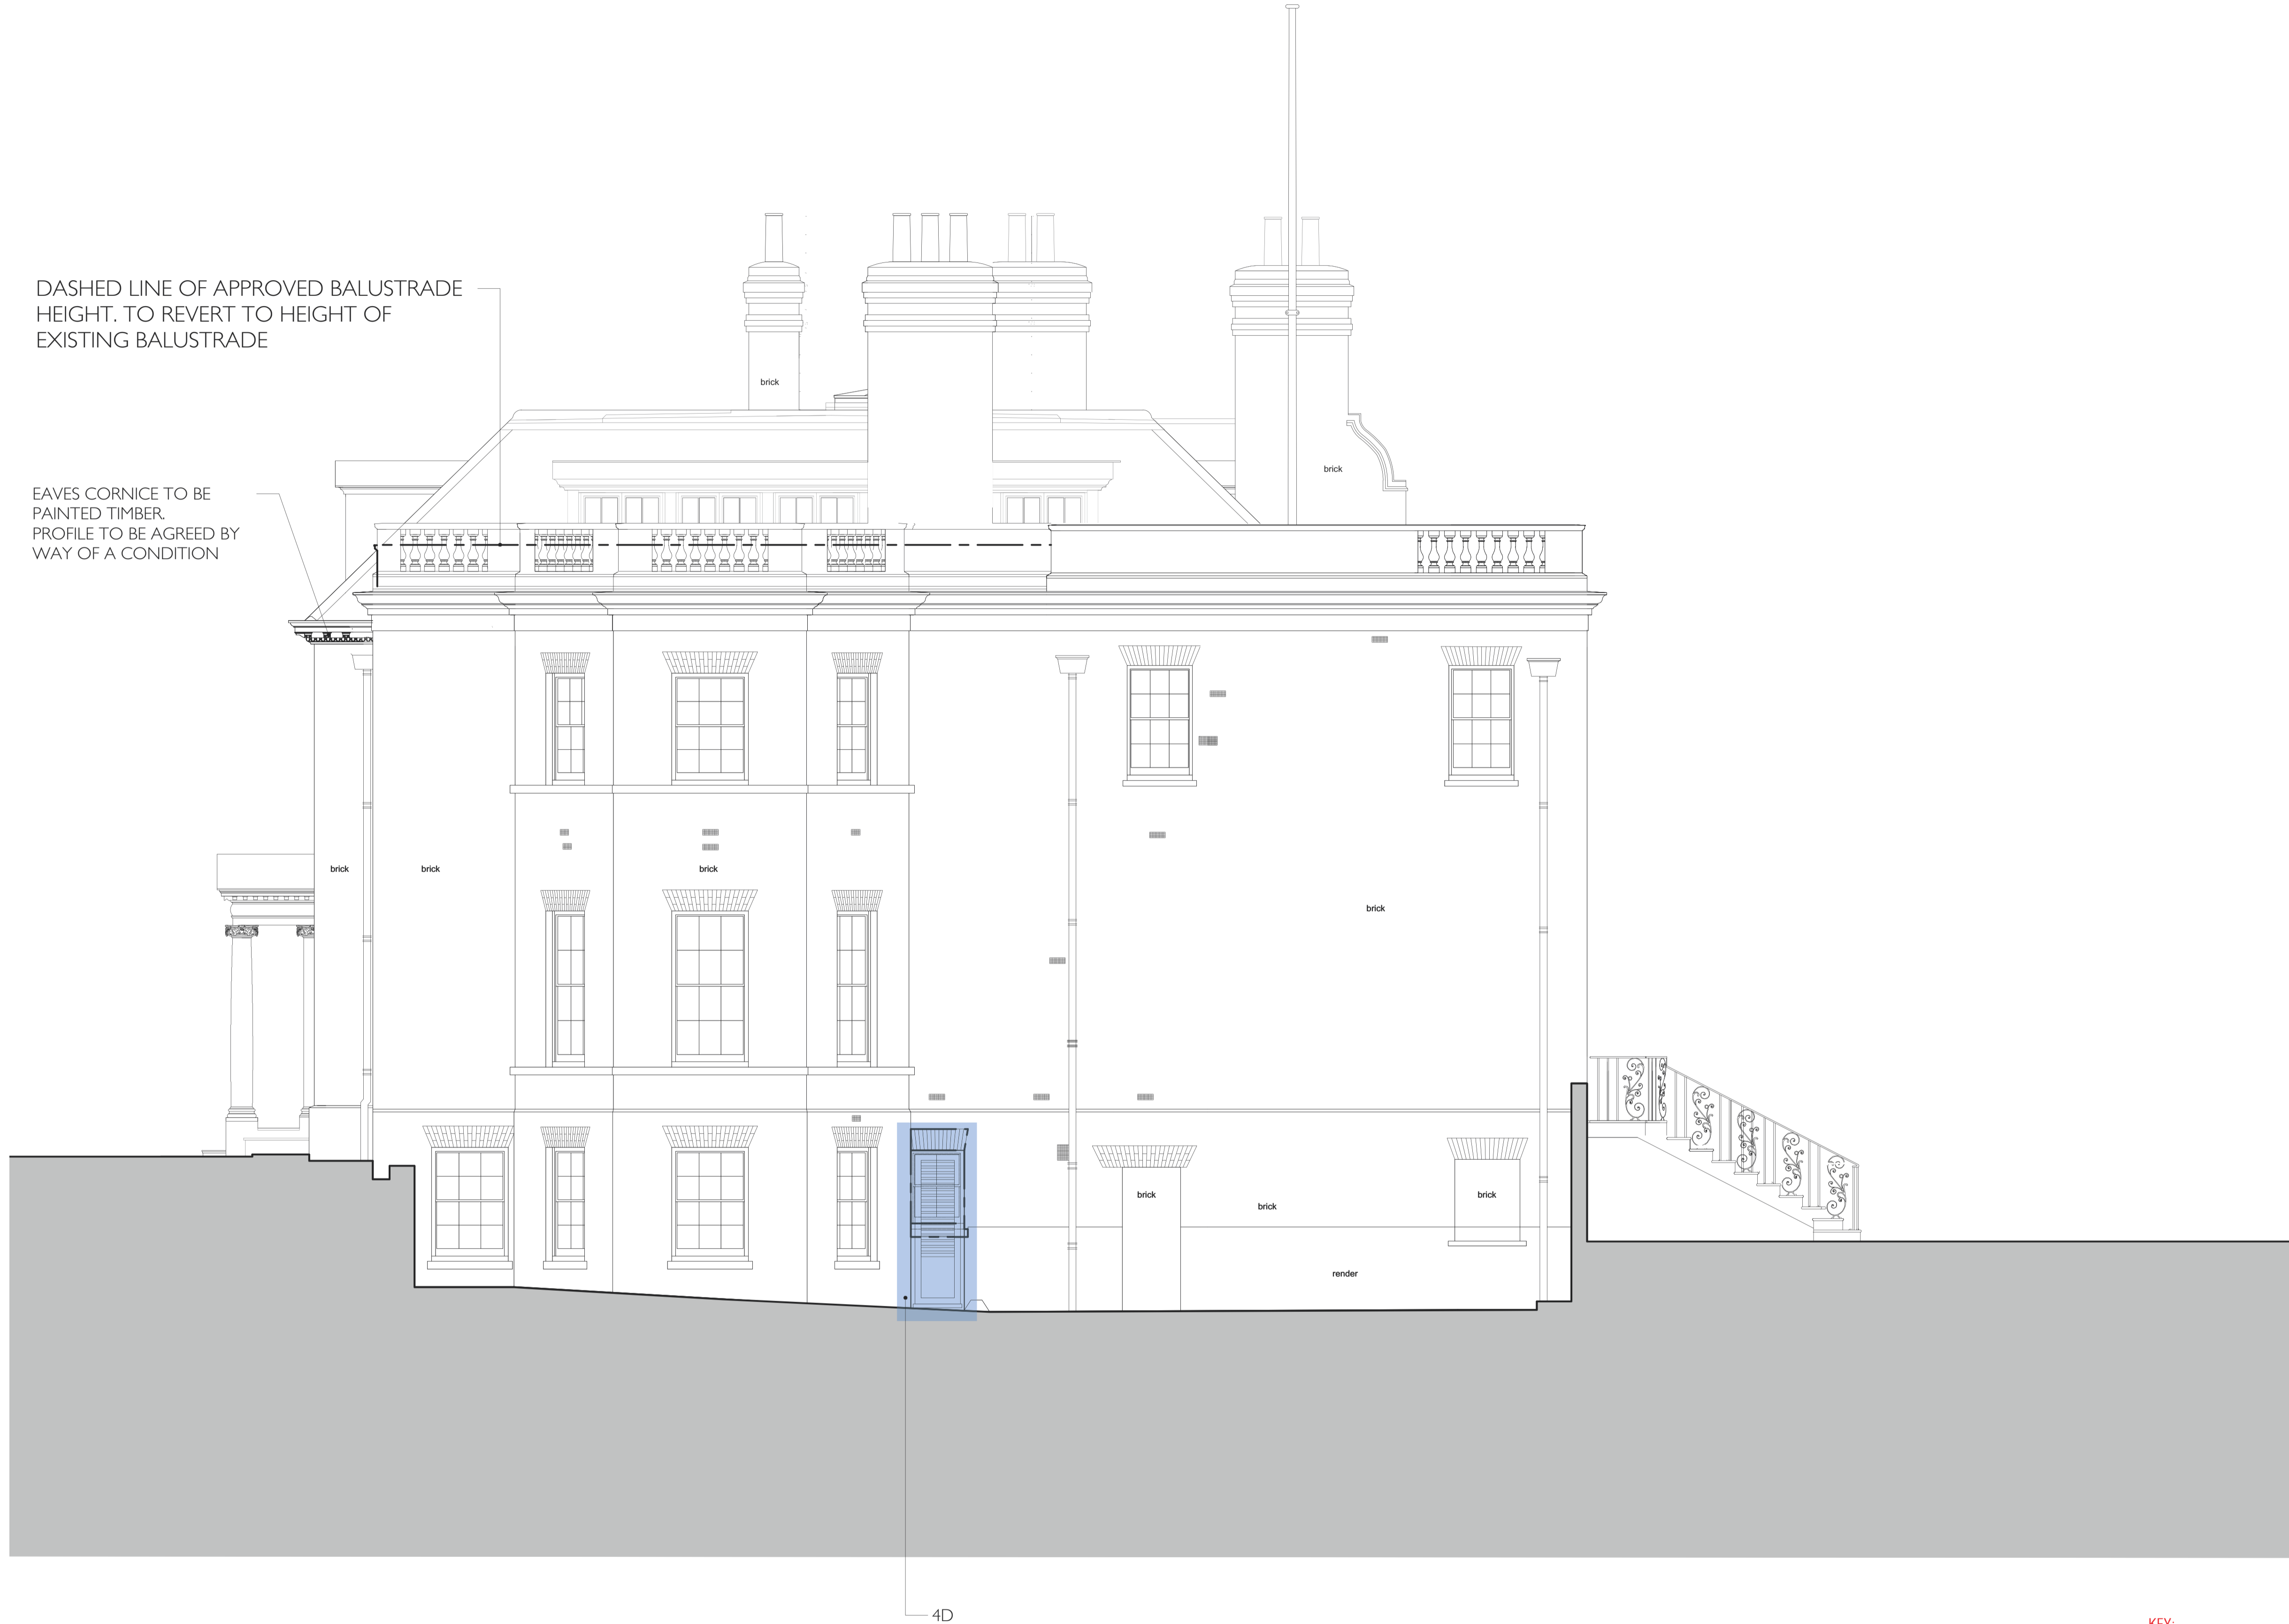 DASHED LINE OF APPROVED BALUSTRADE
HEIGHT. TO REVERT TO HEIGHT OF
EXISTING BALUSTRADE
brick
brick
EAVES CORNICE TO BE
PAINTED TIMBER.
PROFILE TO BE AGREED BY
WAY OF A CONDITION
brick
brick
brick
brick
brick
brick
brick
render
4D
KEY: